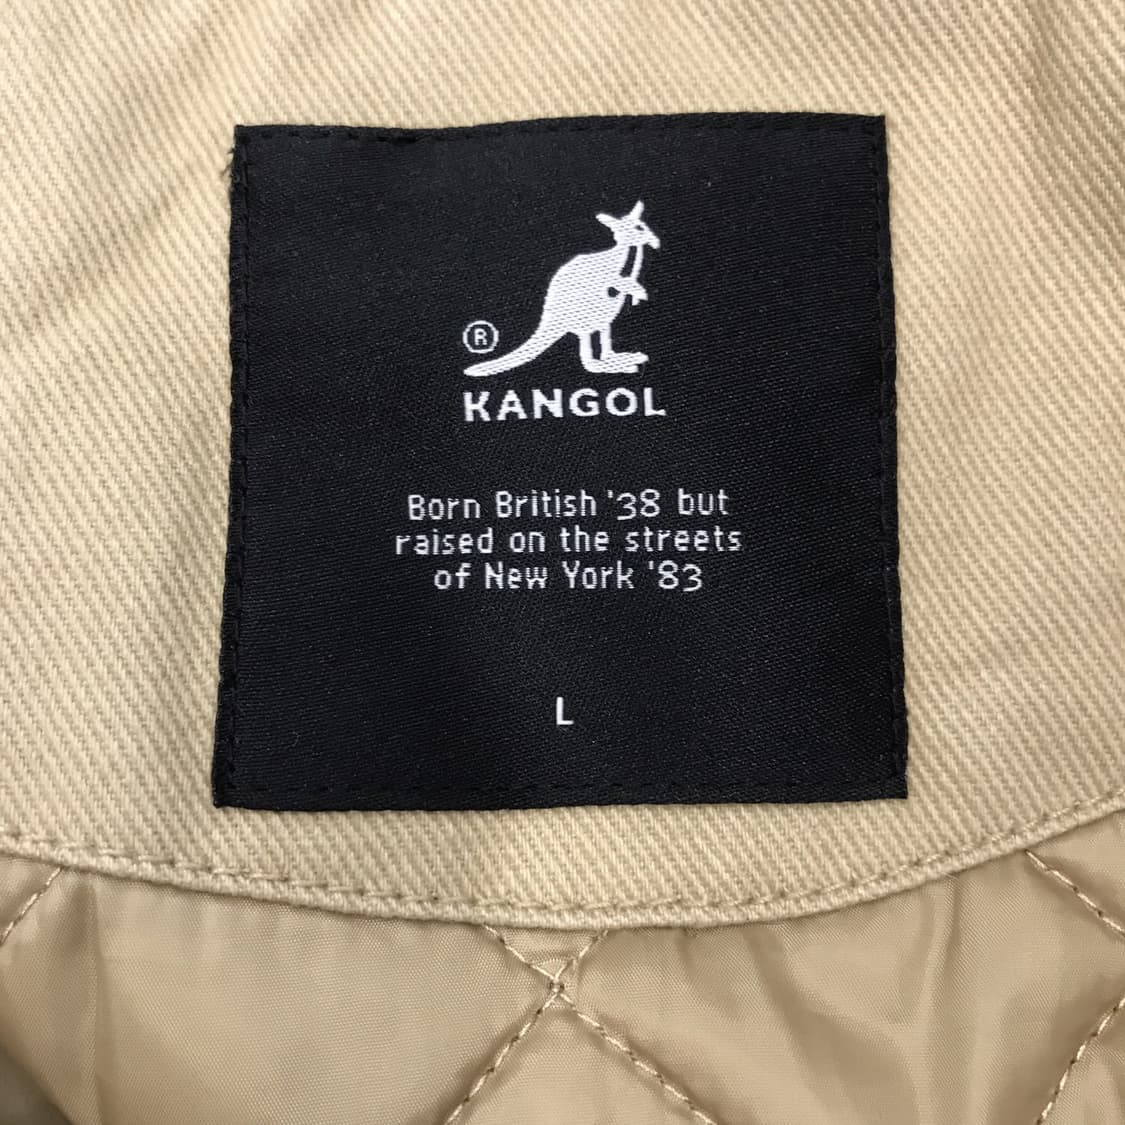 ®
KANGOL
Born British '38 but
raised on the streets
of New York '83
L